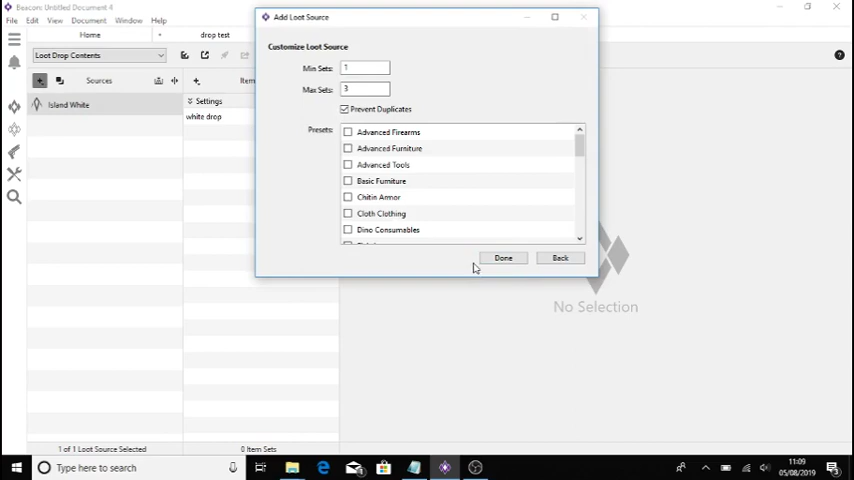 Beacon: Untitled Document 4
File Edit View Document Window Help
Home
drop test
Loot Drop Contents
Sources
Item
Island White
Settings
white drop
Add Loot Source
Customize Loot Source
Min Sets: 1
Max Sets: 3
Prevent Duplicates
Presets:
Advanced Firearms
Advanced Furniture
Advanced Tools
Basic Furniture
Chitin Armor
Cloth Clothing
Dino Consumables
Done
Back
No Selection
1 of 1 Loot Source Selected
0 Item Sets
Type here to search
11:09
05/08/2019
3